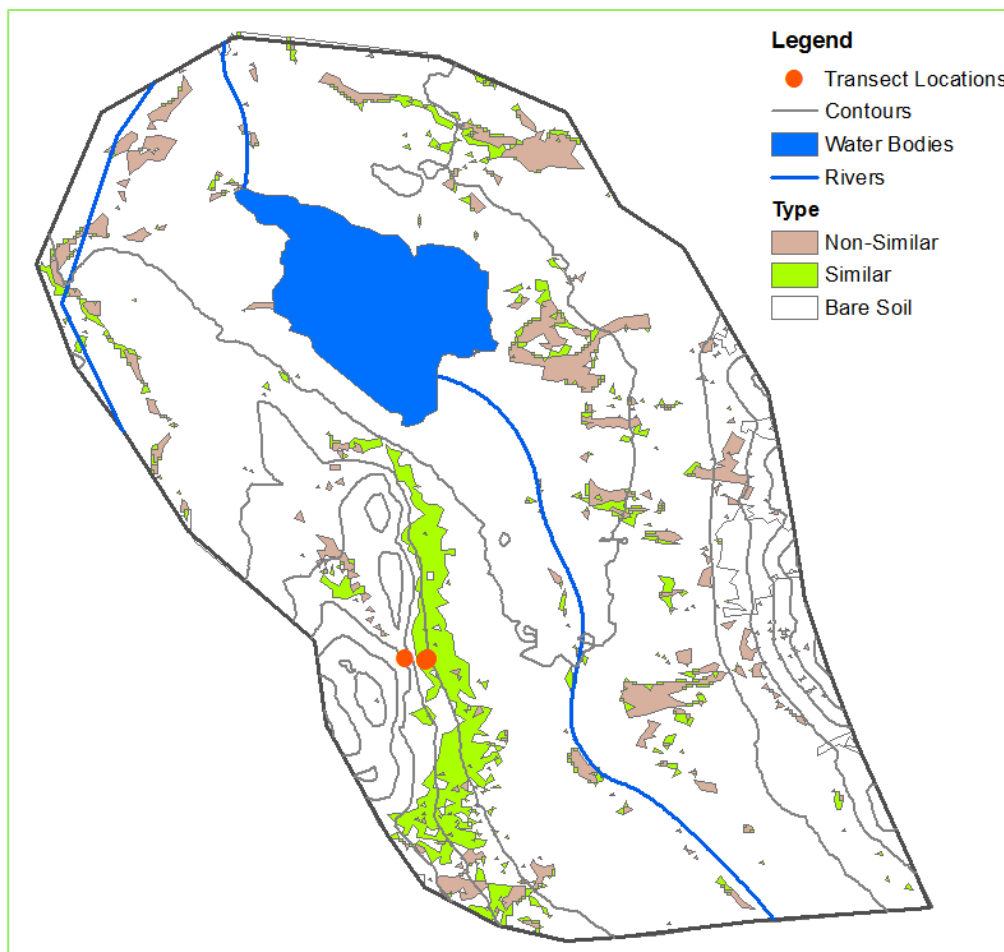 Legend
Transect Locations
Contours
Water Bodies
Rivers
Type
Non-Similar
Similar
Bare Soil